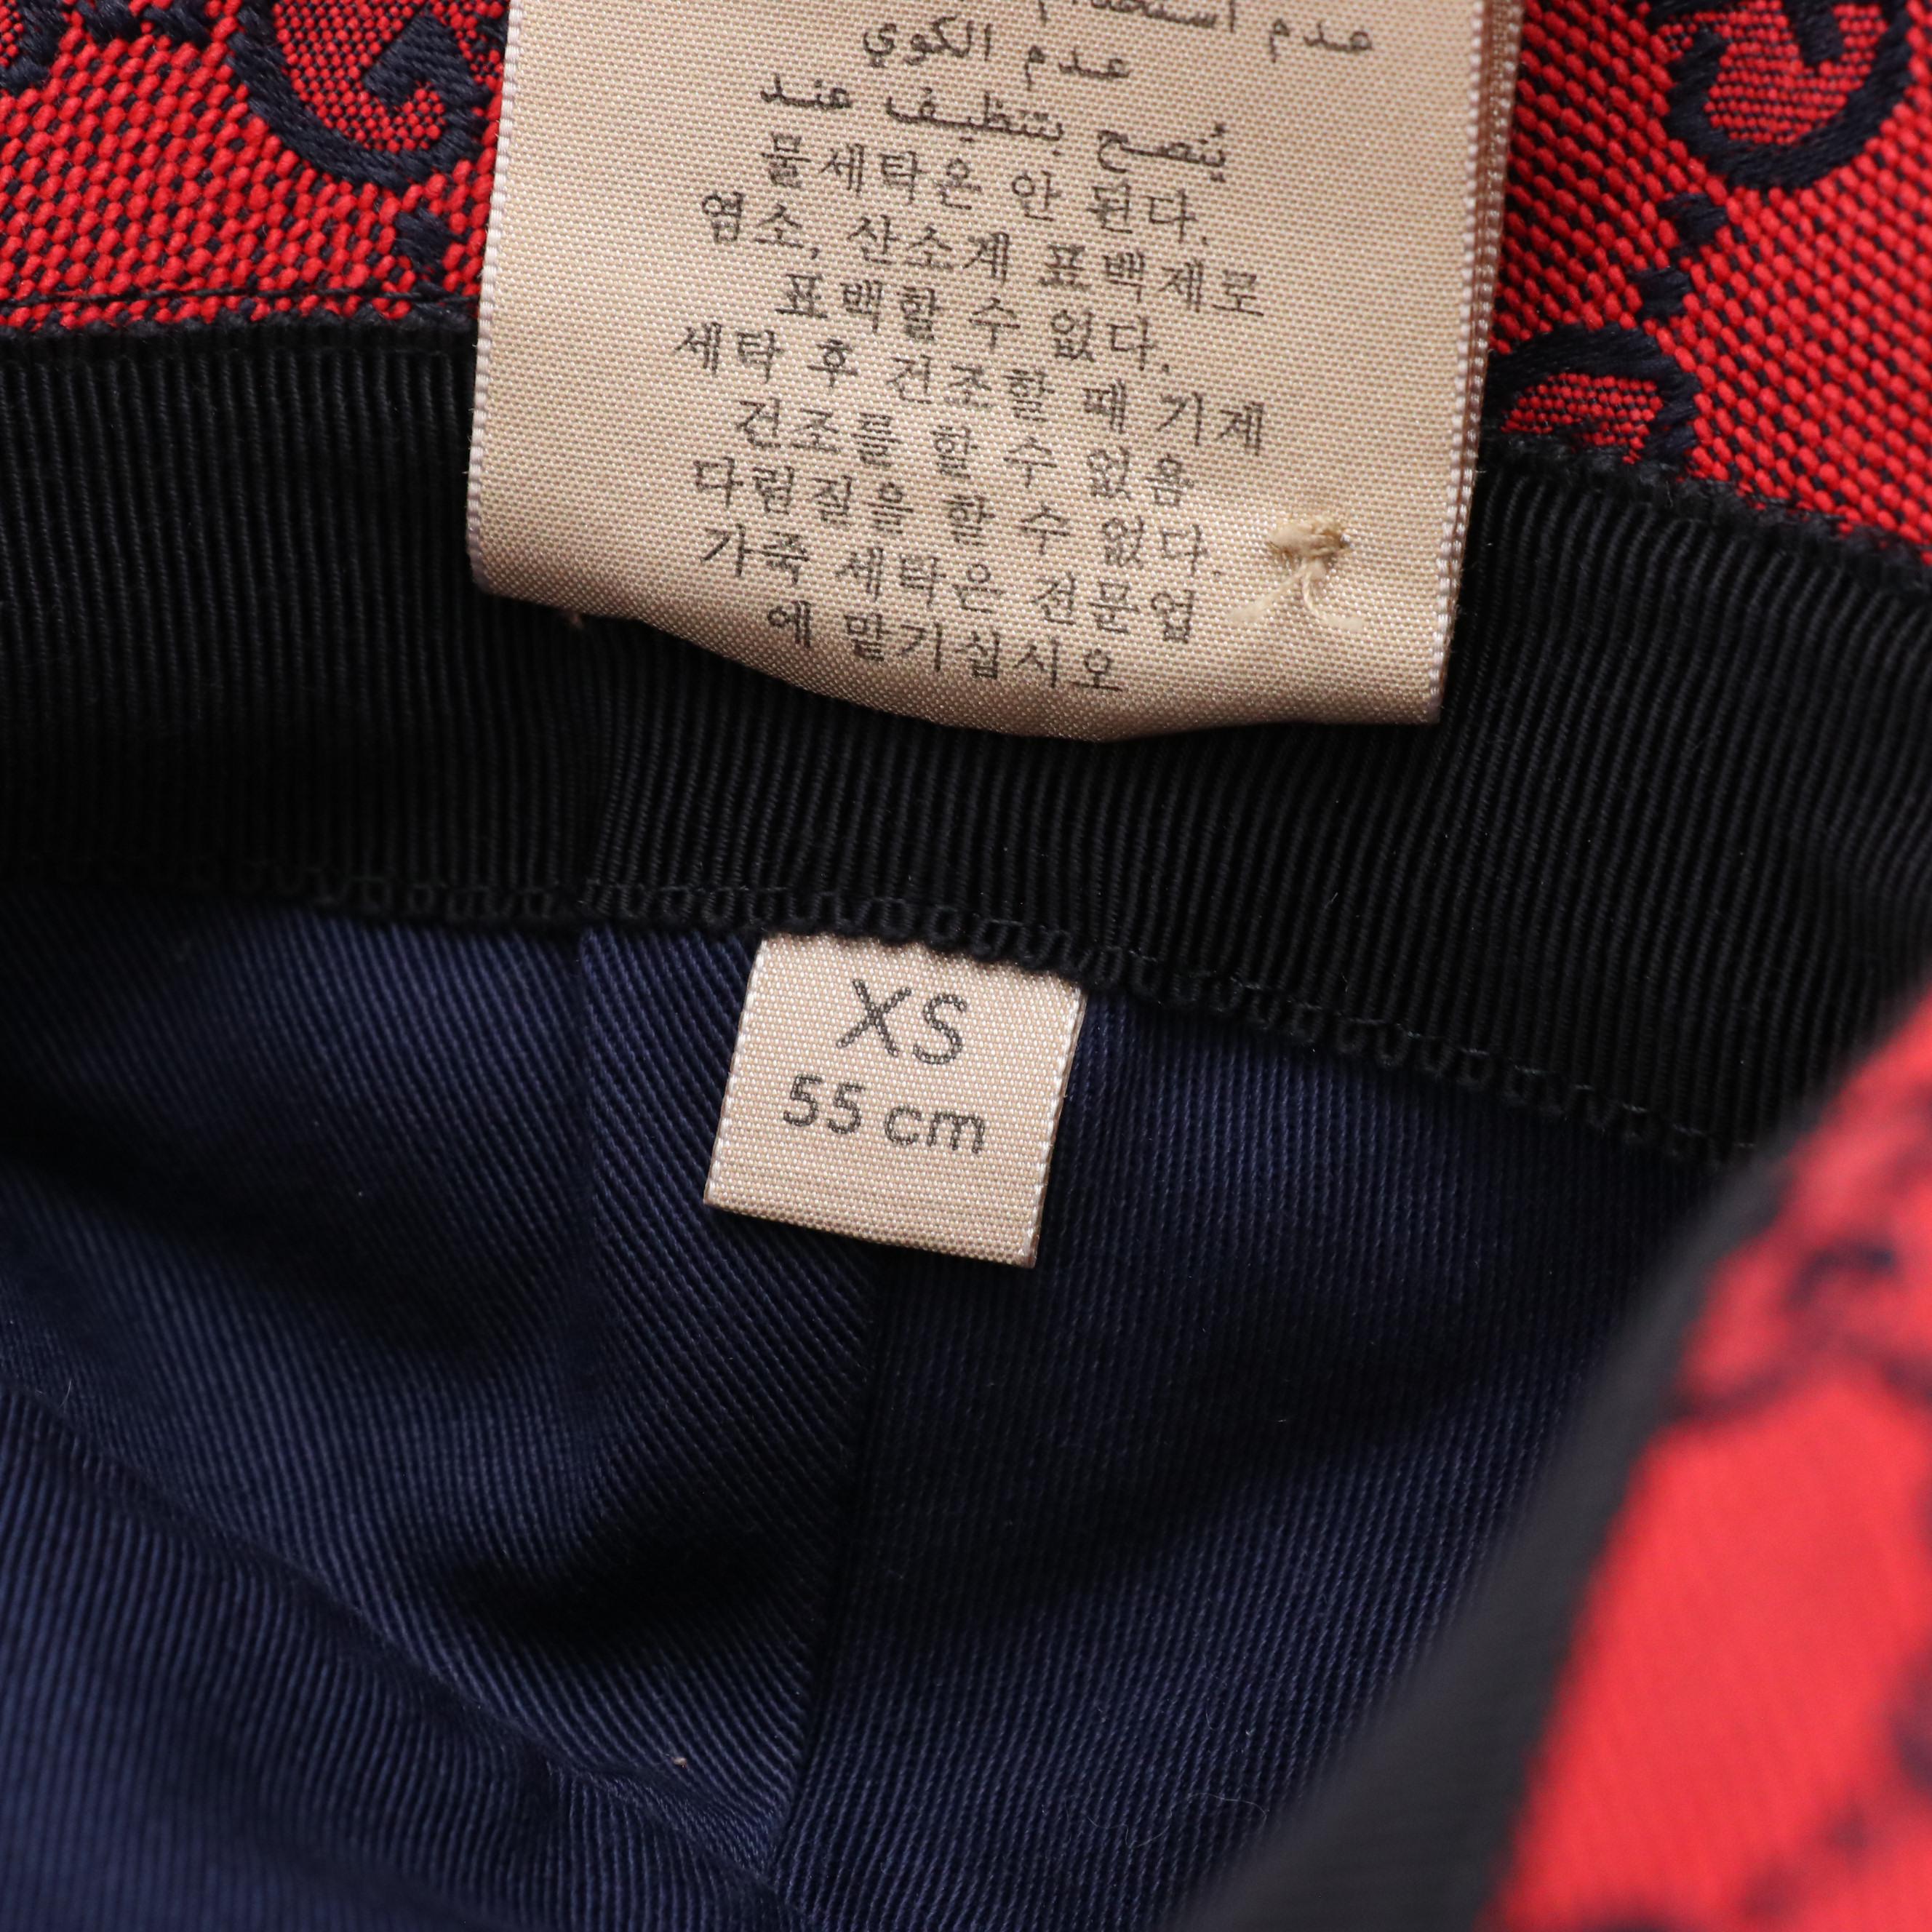 عدم استخدام
عدم الكوي
يُنصح بتنظيف عند
물세탁은 안 된다.
염소, 산소계 표백제로
표백할 수 없다.
세탁 후 건조할 때 기계
건조를 할 수 없음
다림질을 할 수 없다.
가죽 세탁은 전문업
에 맡기십시오
XS
55 cm